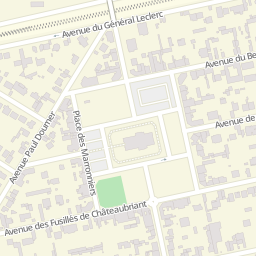 Avenue du Général Leclerc
Avenue du Be
Avenue Paul Doumer
Place des Marronniers
Avenue de
Avenue des Fusillés de Châteaubriant